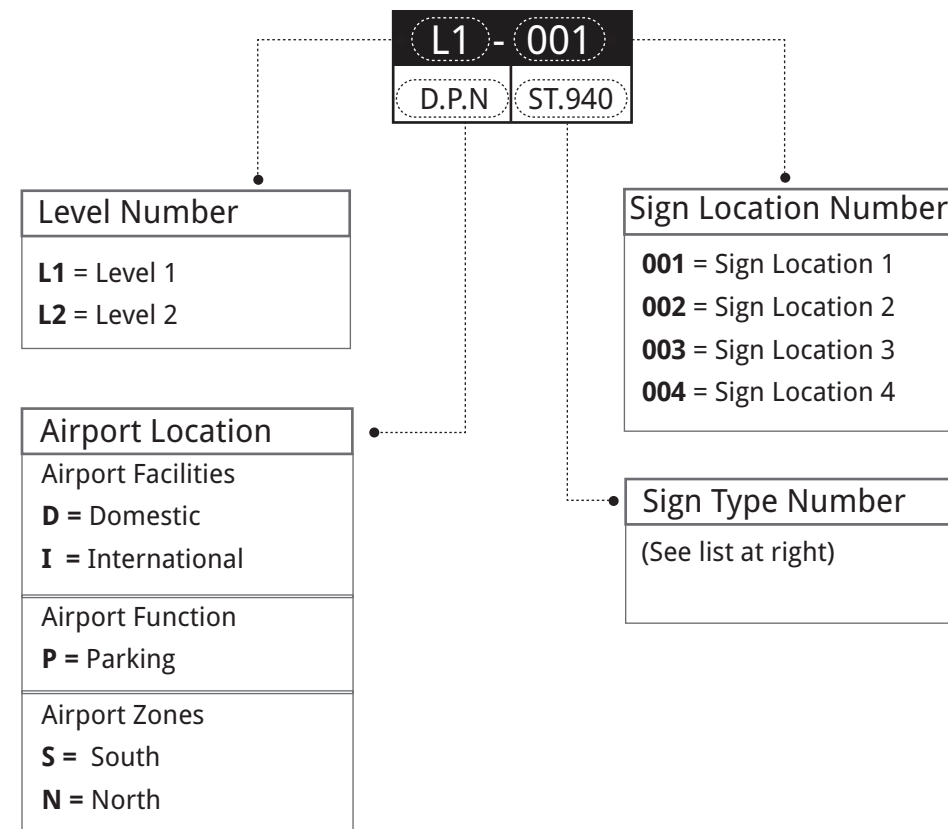 L1 - 001
D.P.N ST.940
Level Number
L1 = Level 1
L2 = Level 2
Sign Location Number
001 = Sign Location 1
002 = Sign Location 2
003 = Sign Location 3
004 = Sign Location 4
Airport Location
Airport Facilities
D = Domestic
I = International
Airport Function
P = Parking
Airport Zones
S = South
N = North
Sign Type Number
(See list at right)